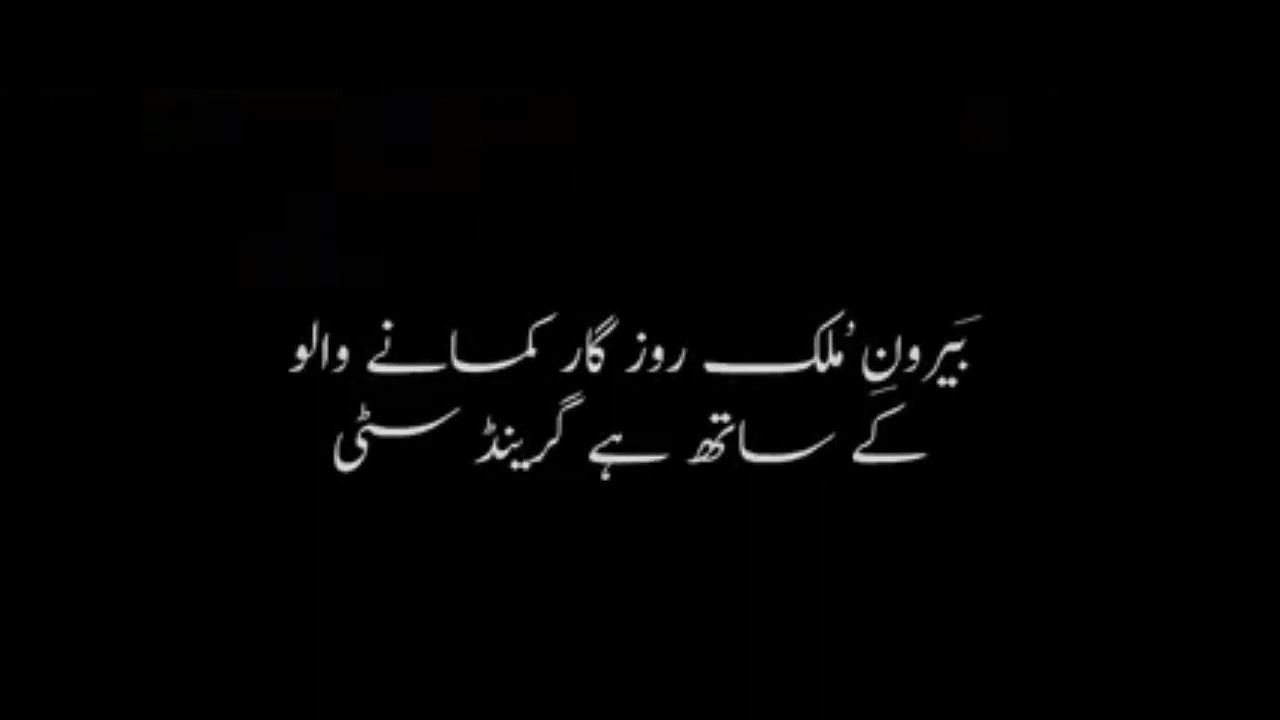 بَیرونِ مُلک روز گار کمانے والو
کے ساتھ ہے گرینڈ سٹی